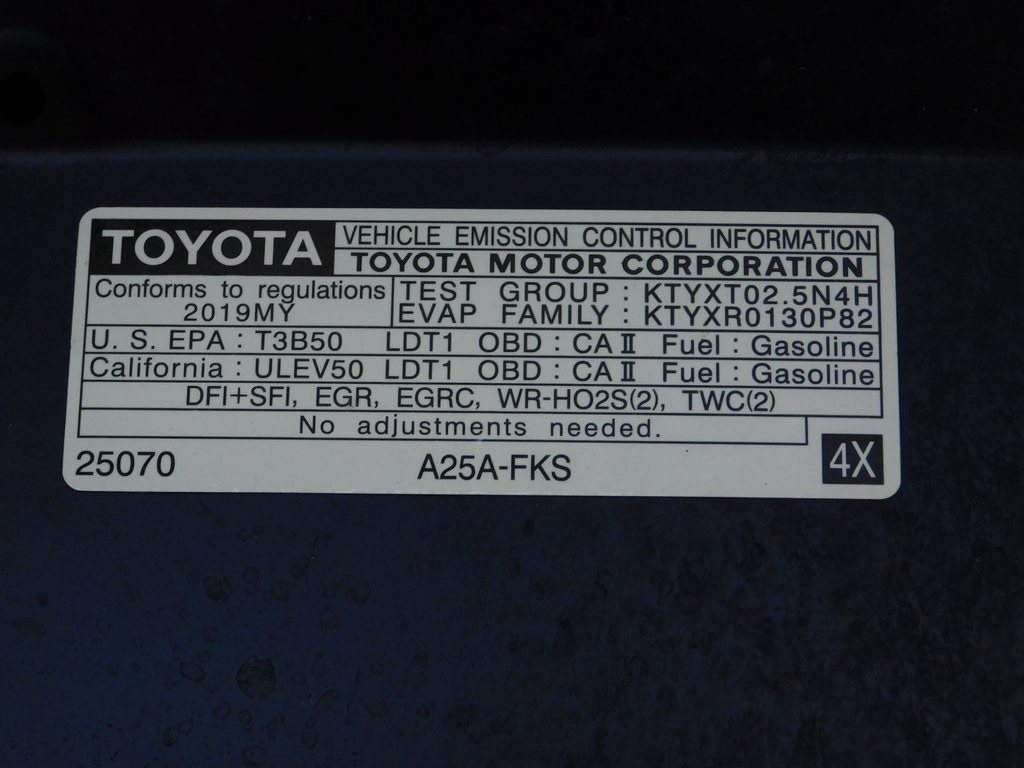 TOYOTA VEHICLE EMISSION CONTROL INFORMATION
TOYOTA MOTOR CORPORATION
Conforms to regulations
2019MY
TEST GROUP : KTYXT02.5N4H
EVAP FAMILY : KTYXR0130P82
U. S. EPA : T3B50 LDT1 OBD : CA II Fuel : Gasoline
California : ULEV50 LDT1 OBD : CA II Fuel : Gasoline
DFI+SFI, EGR, EGRC, WR-HO2S(2), TWC(2)
No adjustments needed.
25070 A25A-FKS 4X